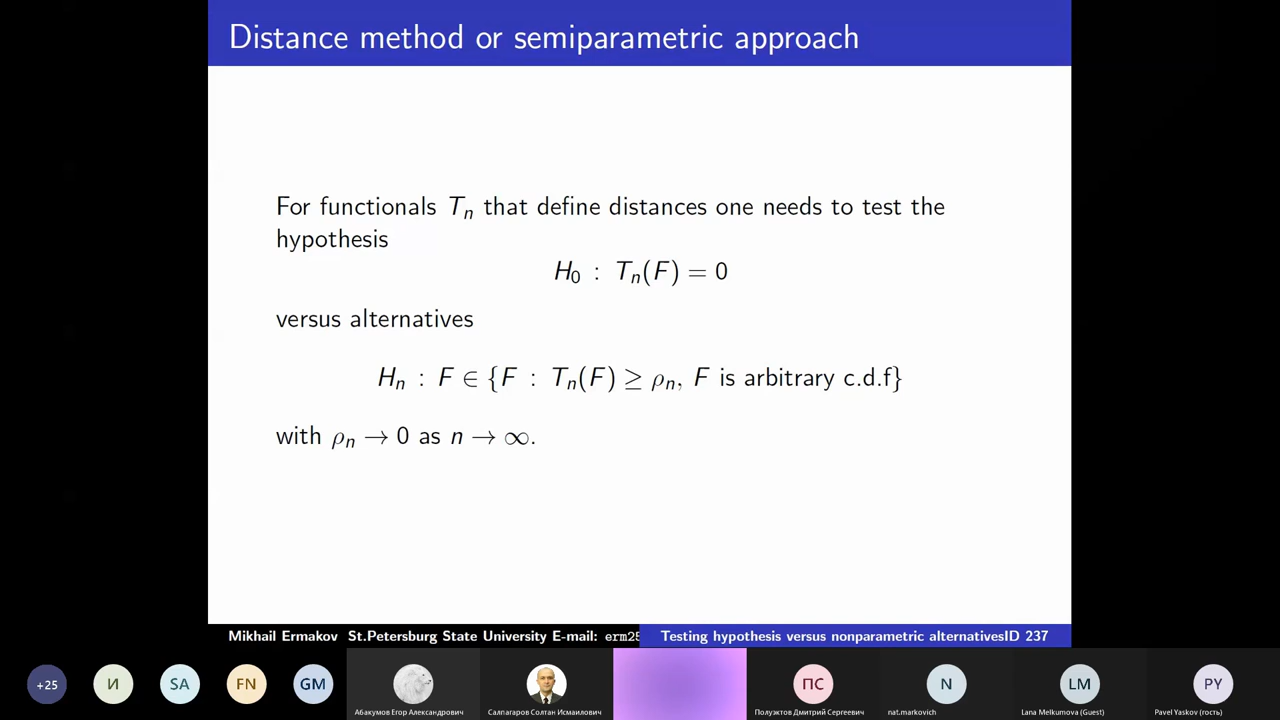 Distance method or semiparametric approach
For functionals Tₙ that define distances one needs to test the
hypothesis
H₀ : Tₙ(F) = 0
versus alternatives
Hₙ : F ∈ {F : Tₙ(F) ≥ ρₙ, F is arbitrary c.d.f}
with ρₙ → 0 as n → ∞.
Mikhail Ermakov St.Petersburg State University E-mail: erm25
Testing hypothesis versus nonparametric alternativesID 237
+25
И
SA
FN
GM
ПС
N
LM
PY
Абакумов Егор Александрович
Салпагаров Солтан Исмаилович
Полуэктов Дмитрий Сергеевич
nat.markovich
Lana Melkumova (Guest)
Pavel Yaskov (гость)